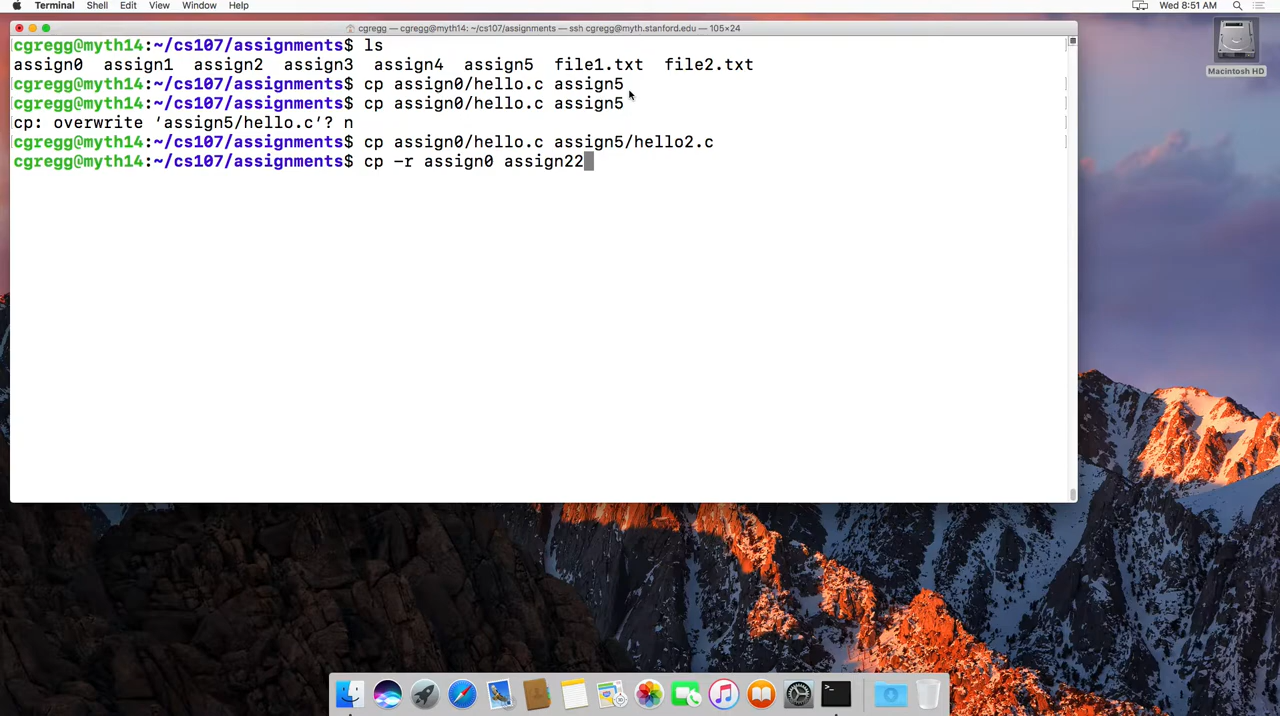 Terminal Shell Edit View Window Help Wed 8:51 AM
cgregg — cgregg@myth14: ~/cs107/assignments — ssh cgregg@myth.stanford.edu — 105×24
cgregg@myth14:~/cs107/assignments$ ls
assign0 assign1 assign2 assign3 assign4 assign5 file1.txt file2.txt
cgregg@myth14:~/cs107/assignments$ cp assign0/hello.c assign5
cgregg@myth14:~/cs107/assignments$ cp assign0/hello.c assign5
cp: overwrite ‘assign5/hello.c’? n
cgregg@myth14:~/cs107/assignments$ cp assign0/hello.c assign5/hello2.c
cgregg@myth14:~/cs107/assignments$ cp -r assign0 assign22
Macintosh HD